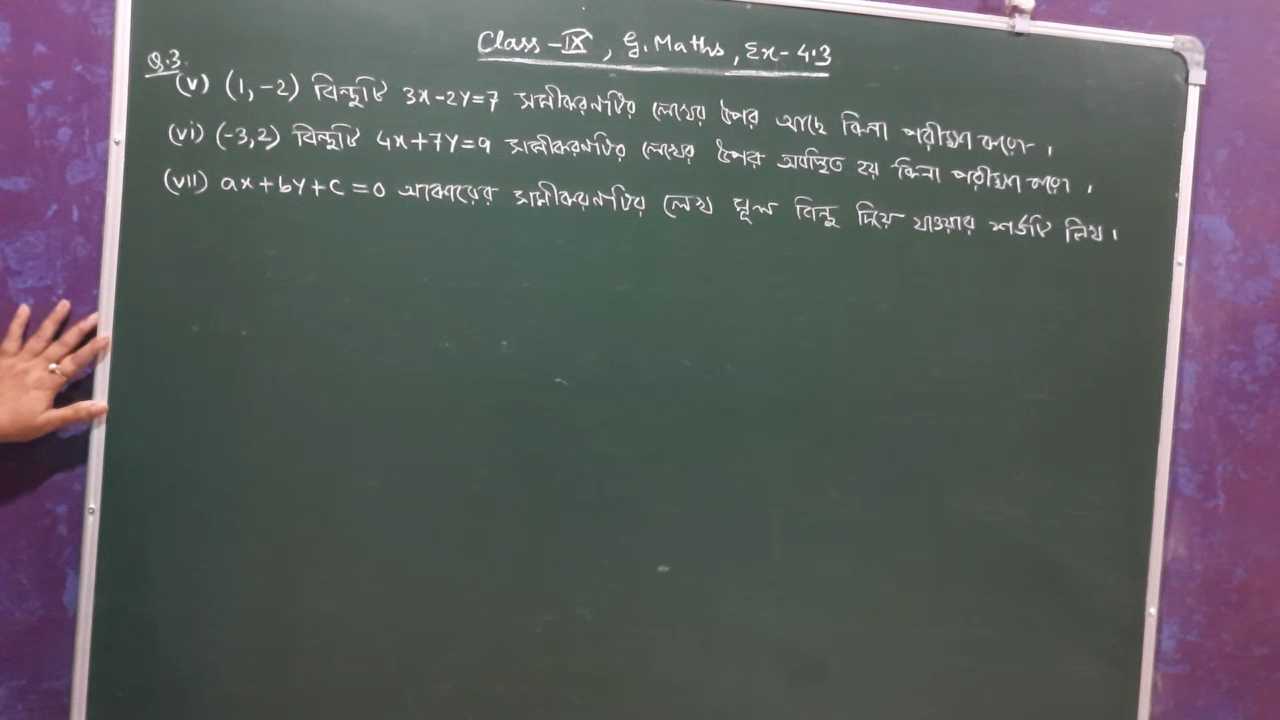 Class-IX, G. Maths, Ex-4.3
Q.3.
(v) (1,-2) বিন্দুটি 3x-2y=7 সমীকরণটির লেখের উপর আছে কিনা পরীক্ষা করো।
(vi) (-3,2) বিন্দুটি 4x+7y=9 সমীকরণটির লেখের উপর অবস্থিত হয় কিনা পরীক্ষা করো।
(vii) ax+by+c=0 আকারের সমীকরণটির লেখ মূল বিন্দু দিয়ে যাওয়ার শর্তটি লিখ।